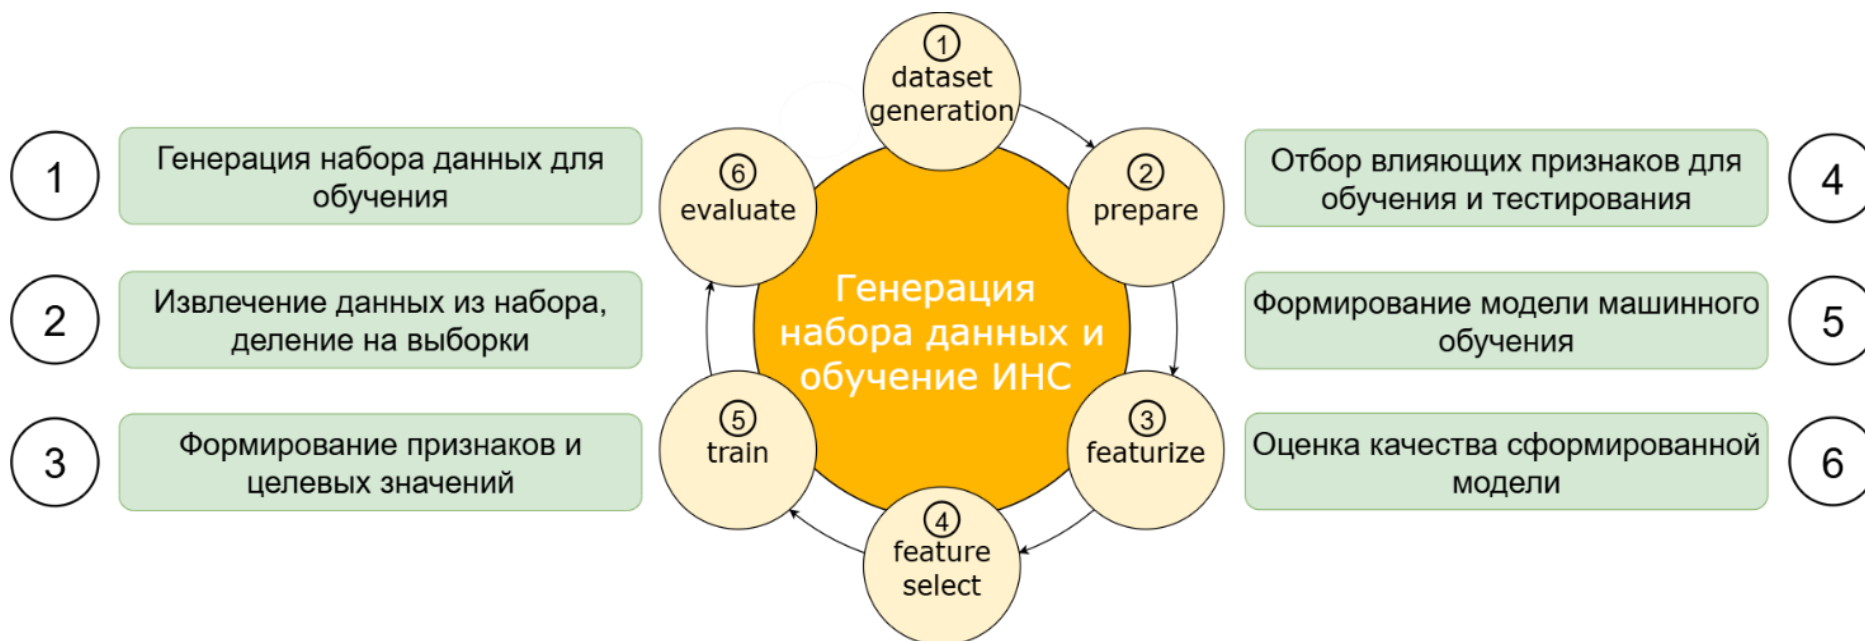 1
Генерация набора данных для
обучения
2
Извлечение данных из набора,
деление на выборки
3
Формирование признаков и
целевых значений
1
dataset
generation
2
prepare
3
featurize
4
feature
select
5
train
6
evaluate
Генерация
набора данных и
обучение ИНС
Отбор влияющих признаков для
обучения и тестирования
4
Формирование модели машинного
обучения
5
Оценка качества сформированной
модели
6